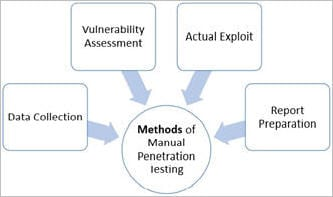 Vulnerability
Assessment
Actual Exploit
Data Collection
Report
Preparation
Methods of
Manual
Penetration
Testing